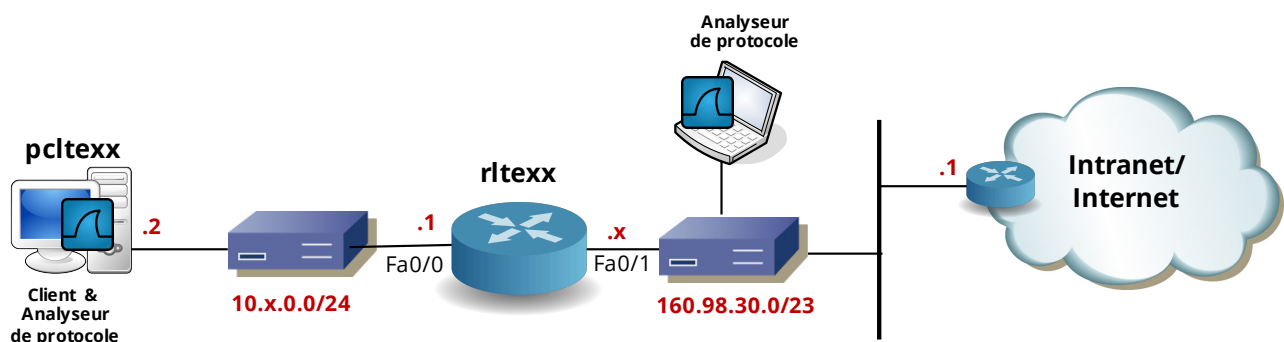 Analyseur
de protocole
pcltexx
rltexx
.2
.1
.x
.1
Intranet/
Internet
Fa0/0
Fa0/1
Client &
Analyseur
de protocole
10.x.0.0/24
160.98.30.0/23